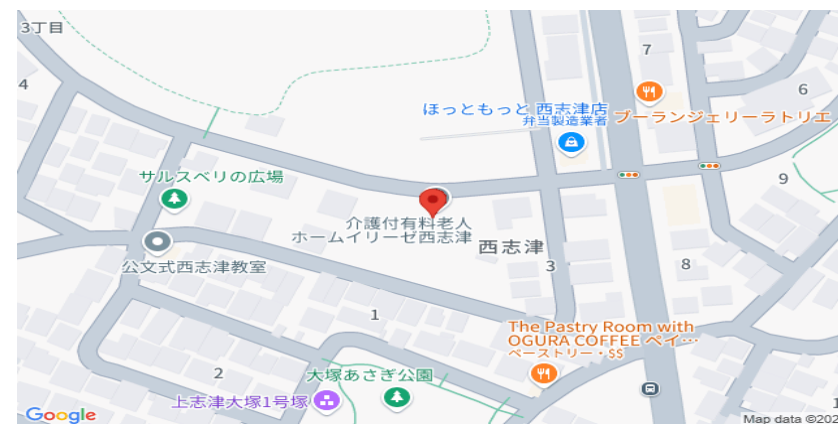 3丁目
7
4
6
ほっともっと 西志津店
弁当製造業者
ブーランジェリーラトリエ
サルスベリの広場
9
介護付有料老人
ホームイリーゼ西志津
西志津
公文式西志津教室
3
8
1
The Pastry Room with
OGURA COFFEE ペイ…
ペーストリー・$$
2
大塚あさぎ公園
上志津大塚1号塚
1
Google
Map data ©202